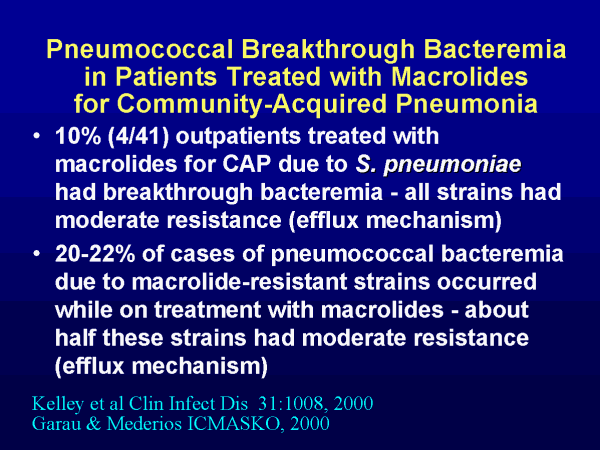 Pneumococcal Breakthrough Bacteremia
in Patients Treated with Macrolides
for Community-Acquired Pneumonia
• 10% (4/41) outpatients treated with
macrolides for CAP due to S. pneumoniae
had breakthrough bacteremia - all strains had
moderate resistance (efflux mechanism)
• 20-22% of cases of pneumococcal bacteremia
due to macrolide-resistant strains occurred
while on treatment with macrolides - about
half these strains had moderate resistance
(efflux mechanism)
Kelley et al Clin Infect Dis 31:1008, 2000
Garau & Mederios ICMASKO, 2000